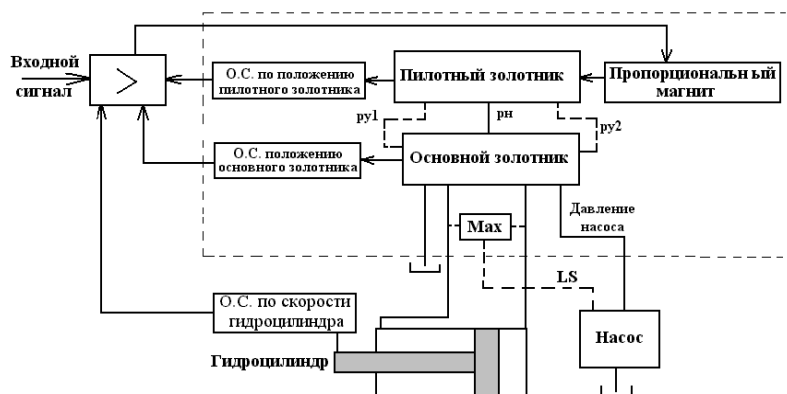 Входной
сигнал
>
О.С. по положению
пилотного золотника
Пилотный золотник
Пропорциональный
магнит
ру1
рн
ру2
О.С. положению
основного золотника
Основной золотник
Max
Давление
насоса
LS
О.С. по скорости
гидроцилиндра
Насос
Гидроцилиндр